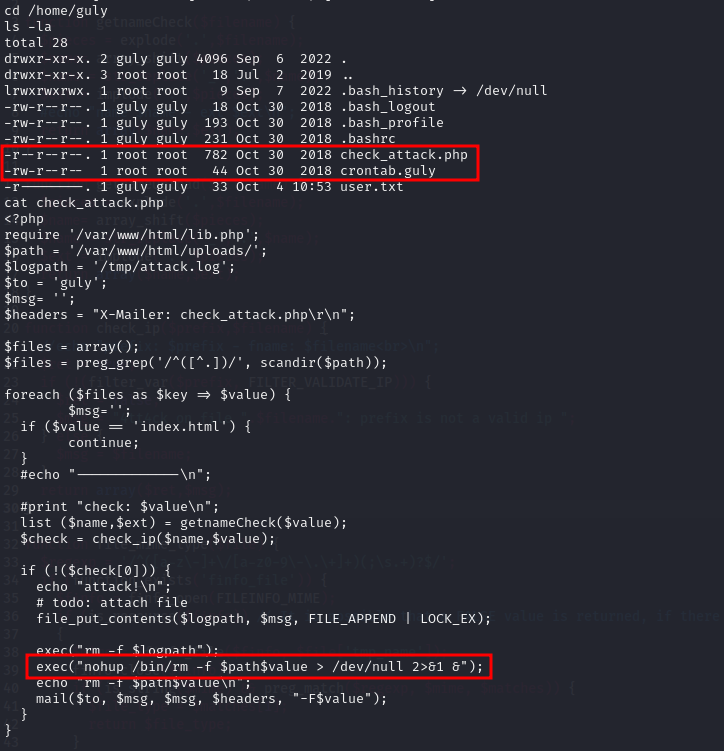 cd /home/guly
ls -la
total 28
drwxr-xr-x. 2 guly guly 4096 Sep  6  2022 .
drwxr-xr-x. 3 root root   18 Jul  2  2019 ..
lrwxrwxrwx. 1 root root    9 Sep  7  2022 .bash_history -> /dev/null
-rw-r--r--. 1 guly guly   18 Oct 30  2018 .bash_logout
-rw-r--r--. 1 guly guly  193 Oct 30  2018 .bash_profile
-rw-r--r--. 1 guly guly  231 Oct 30  2018 .bashrc
-r--r--r--. 1 root root  782 Oct 30  2018 check_attack.php
-rw-r--r--  1 root root   44 Oct 30  2018 crontab.guly
-r--------. 1 guly guly   33 Oct  4 10:53 user.txt
cat check_attack.php
<?php
require '/var/www/html/lib.php';
$path = '/var/www/html/uploads/';
$logpath = '/tmp/attack.log';
$to = 'guly';
$msg= '';
$headers = "X-Mailer: check_attack.php\r\n";

$files = array();
$files = preg_grep('/^([^.])/', scandir($path));

foreach ($files as $key => $value) {
        $msg='';
  if ($value == 'index.html') {
        continue;
  }
  #echo "-------------\n";

  #print "check: $value\n";
  list ($name,$ext) = getnameCheck($value);
  $check = check_ip($name,$value);

  if (!($check[0])) {
    echo "attack!\n";
    # todo: attach file
    file_put_contents($logpath, $msg, FILE_APPEND | LOCK_EX);

    exec("rm -f $logpath");
    exec("nohup /bin/rm -f $path$value > /dev/null 2>&1 &");
    echo "rm -f $path$value\n";
    mail($to, $msg, $msg, $headers, "-F$value");
  }
}